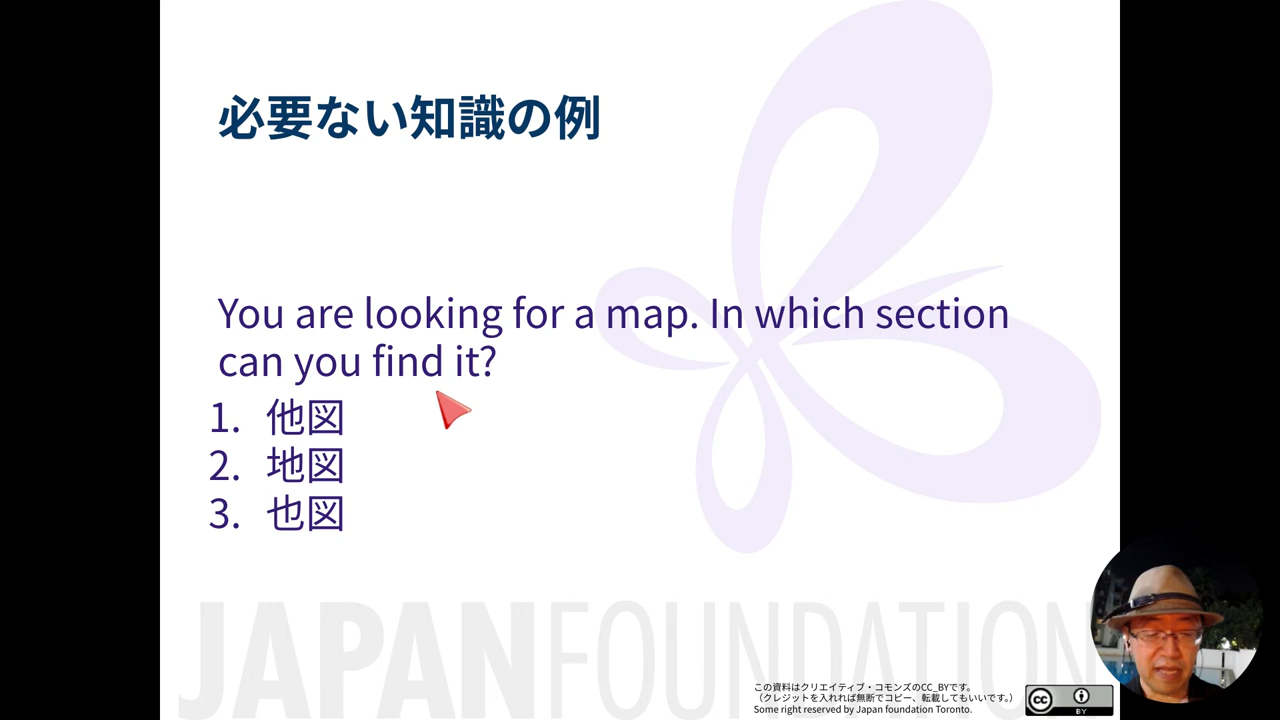 必要ない知識の例
You are looking for a map. In which section
can you find it?
1. 他図
2. 地図
3. 也図
JAPANFOUNDATION
この資料はクリエイティブ・コモンズのCC_BYです。
（クレジットを入れれば無断でコピー、転載してもいいです。）
Some right reserved by Japan foundation Toronto.
cc
BY